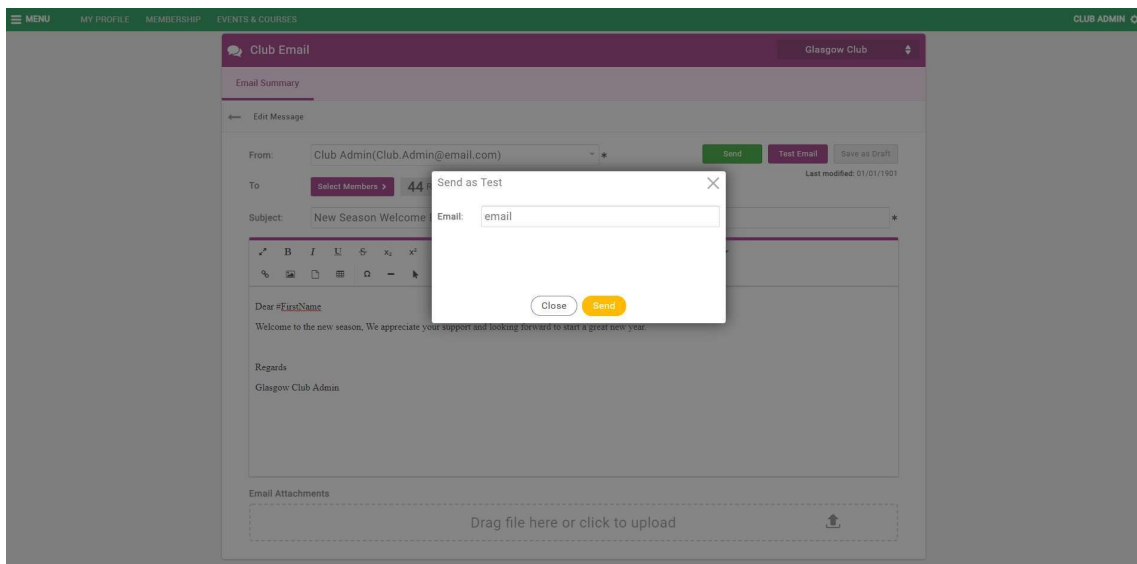 MENU MY PROFILE MEMBERSHIP EVENTS & COURSES CLUB ADMIN
Club Email Glasgow Club
Email Summary
Edit Message
From: Club Admin(Club.Admin@email.com) * Send Test Email Save as Draft
Last modified: 01/01/1901
To Select Members > 44
Subject: New Season Welcome *
Send as Test
Email: email
Close Send
B I U S x₂ x²
Ω
Dear #FirstName
Welcome to the new season, We appreciate your support and looking forward to start a great new year.
Regards
Glasgow Club Admin
Email Attachments
Drag file here or click to upload